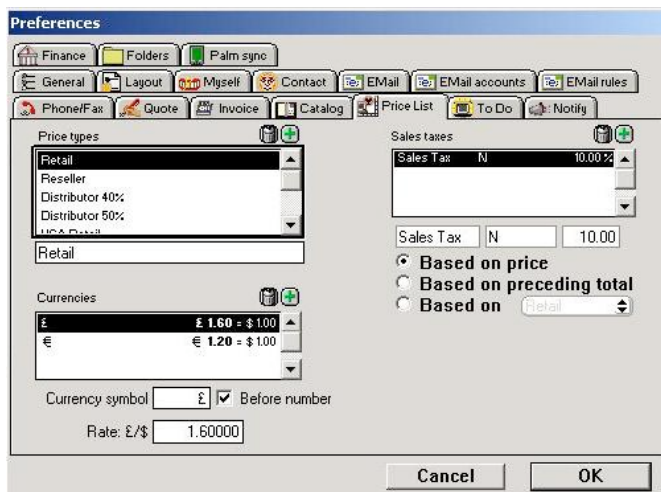 Preferences
Finance Folders Palm sync
General Layout Myself Contact EMail EMail accounts EMail rules
Phone/Fax Quote Invoice Catalog Price List To Do Notify
Price types
Retail
Reseller
Distributor 40%
Distributor 50%
Retail
Currencies
£ £ 1.60 = $ 1.00
€ € 1.20 = $ 1.00
Currency symbol £ Before number
Rate: £/$ 1.60000
Sales taxes
Sales Tax N 10.00 %
Sales Tax N 10.00
Based on price
Based on preceding total
Based on Retail
Cancel OK